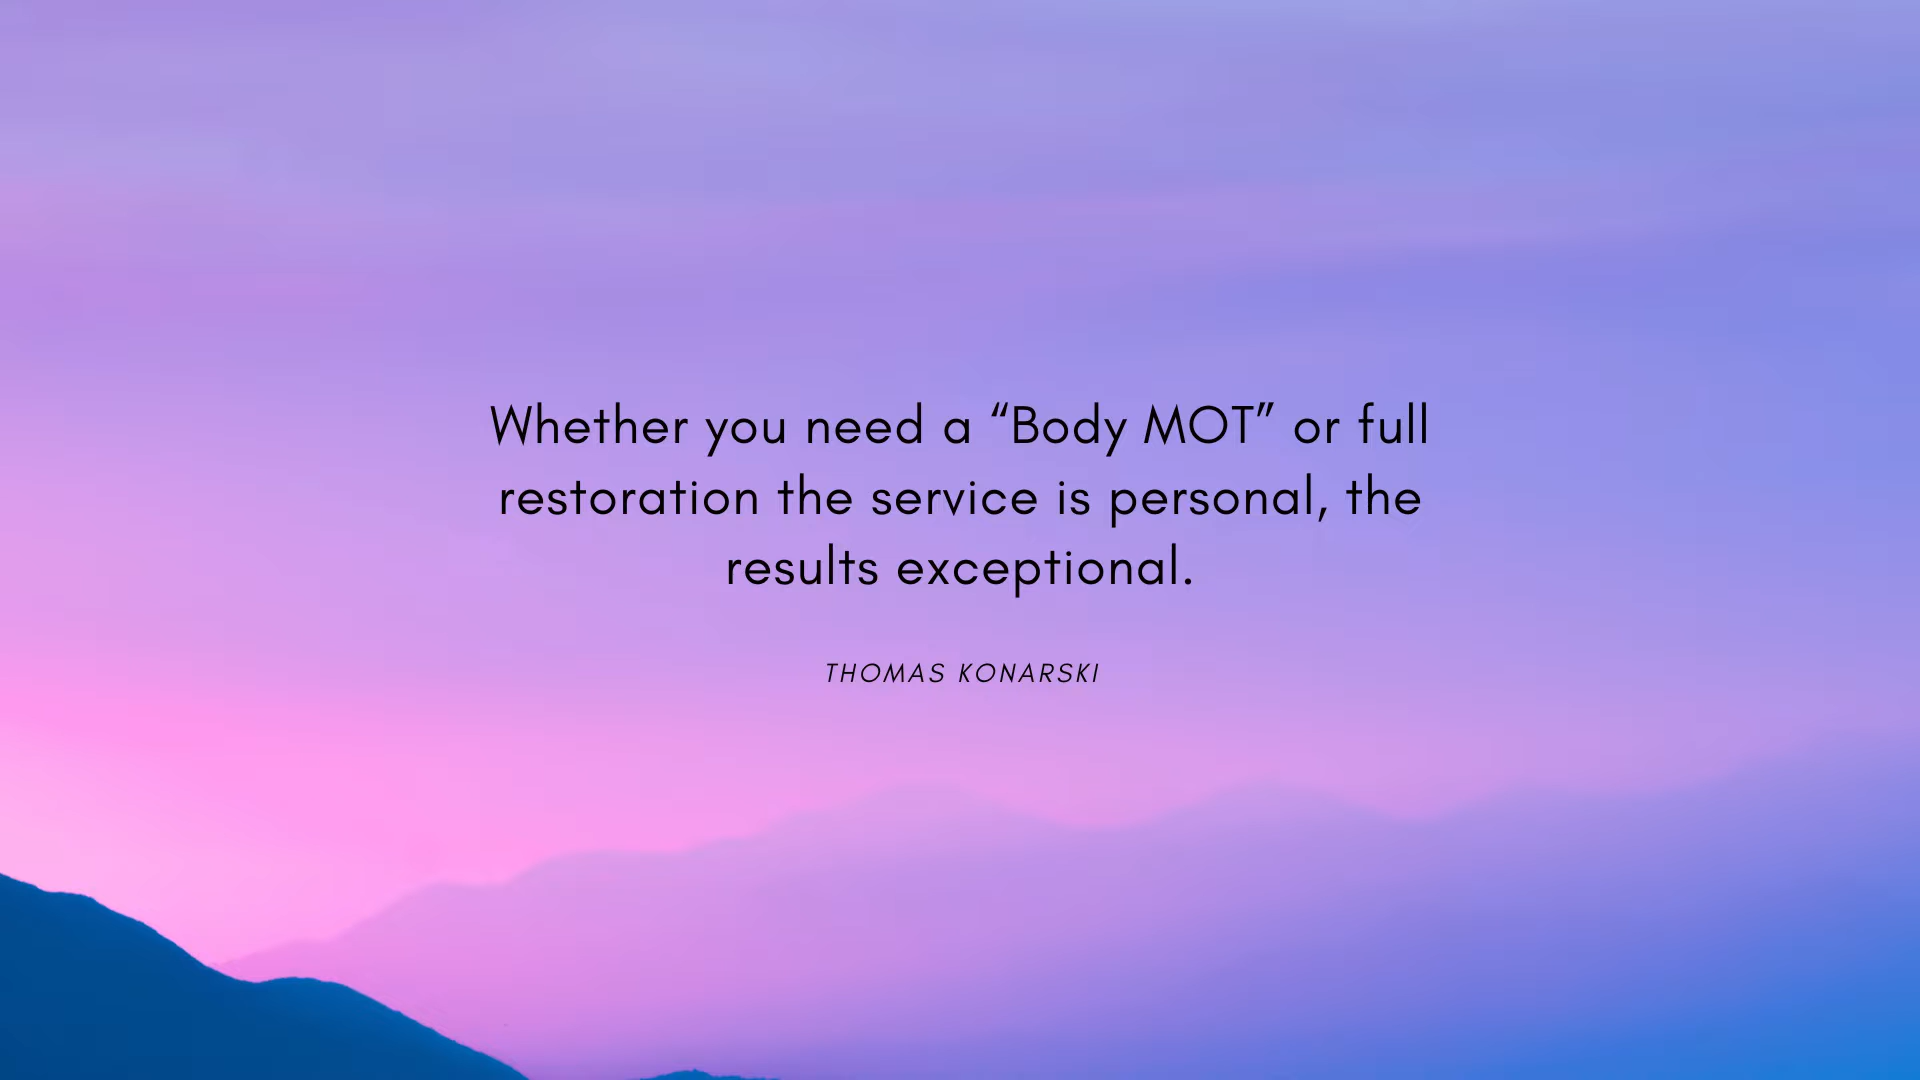 Whether you need a “Body MOT” or full
restoration the service is personal, the
results exceptional.
THOMAS KONARSKI